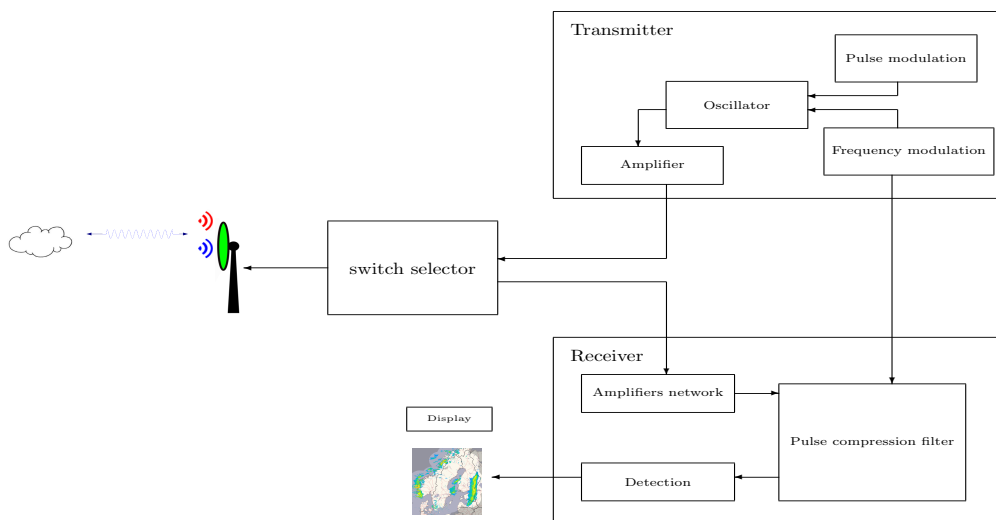 Transmitter
Pulse modulation
Oscillator
Frequency modulation
Amplifier
switch selector
Receiver
Amplifiers network
Pulse compression filter
Display
Detection